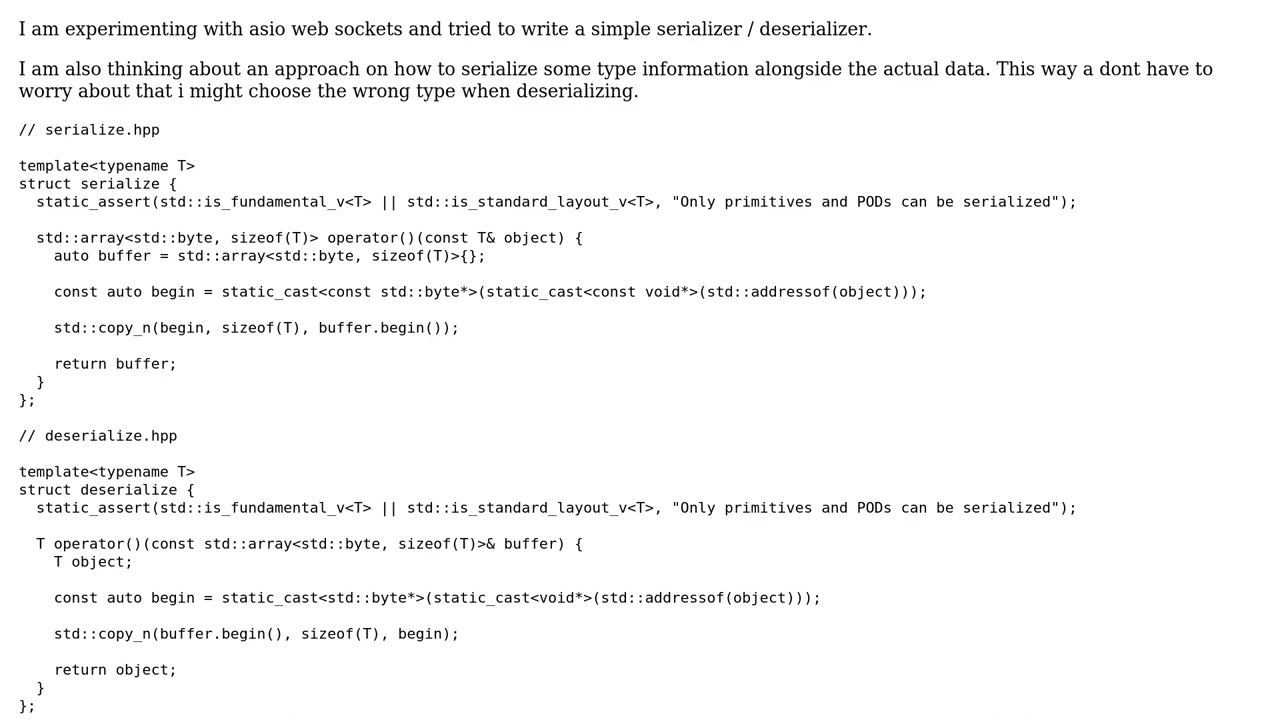 I am experimenting with asio web sockets and tried to write a simple serializer / deserializer.
I am also thinking about an approach on how to serialize some type information alongside the actual data. This way a dont have to
worry about that i might choose the wrong type when deserializing.
// serialize.hpp
template<typename T>
struct serialize {
  static_assert(std::is_fundamental_v<T> || std::is_standard_layout_v<T>, "Only primitives and PODs can be serialized");
  std::array<std::byte, sizeof(T)> operator()(const T& object) {
    auto buffer = std::array<std::byte, sizeof(T)>{};
    const auto begin = static_cast<const std::byte*>(static_cast<const void*>(std::addressof(object)));
    std::copy_n(begin, sizeof(T), buffer.begin());
    return buffer;
  }
};
// deserialize.hpp
template<typename T>
struct deserialize {
  static_assert(std::is_fundamental_v<T> || std::is_standard_layout_v<T>, "Only primitives and PODs can be serialized");
  T operator()(const std::array<std::byte, sizeof(T)>& buffer) {
    T object;
    const auto begin = static_cast<std::byte*>(static_cast<void*>(std::addressof(object)));
    std::copy_n(buffer.begin(), sizeof(T), begin);
    return object;
  }
};